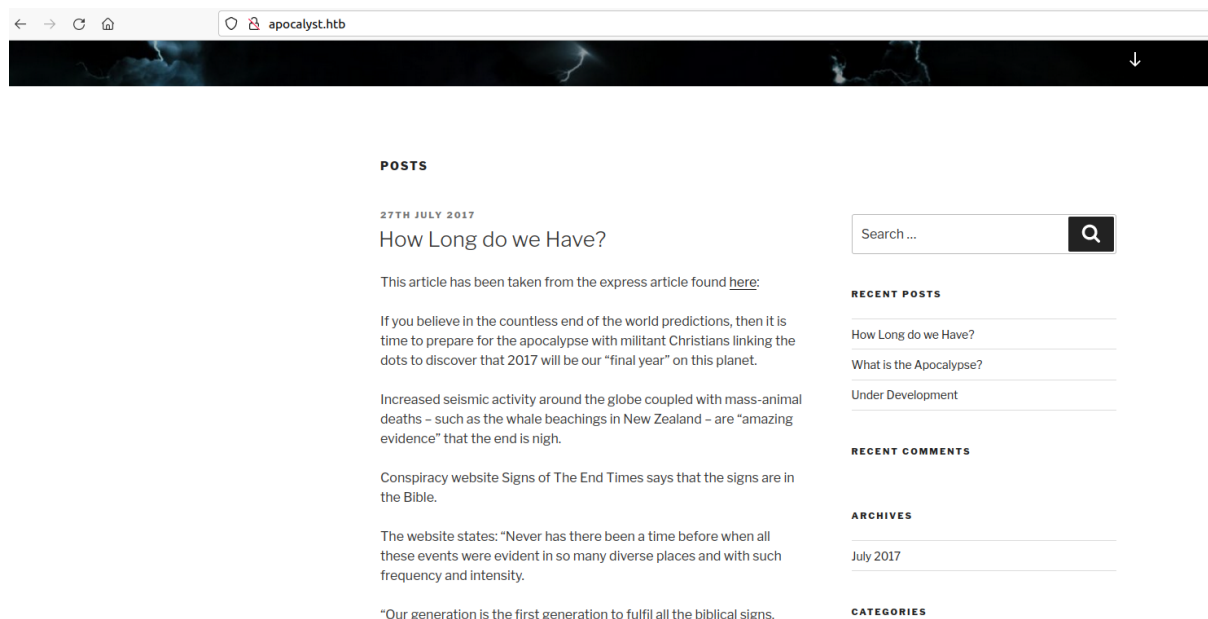 apocalyst.htb
POSTS
27TH JULY 2017
How Long do we Have?
This article has been taken from the express article found here:
If you believe in the countless end of the world predictions, then it is
time to prepare for the apocalypse with militant Christians linking the
dots to discover that 2017 will be our “final year” on this planet.
Increased seismic activity around the globe coupled with mass-animal
deaths – such as the whale beachings in New Zealand – are “amazing
evidence” that the end is nigh.
Conspiracy website Signs of The End Times says that the signs are in
the Bible.
The website states: “Never has there been a time before when all
these events were evident in so many diverse places and with such
frequency and intensity.
“Our generation is the first generation to fulfil all the biblical signs.
Search …
RECENT POSTS
How Long do we Have?
What is the Apocalypse?
Under Development
RECENT COMMENTS
ARCHIVES
July 2017
CATEGORIES